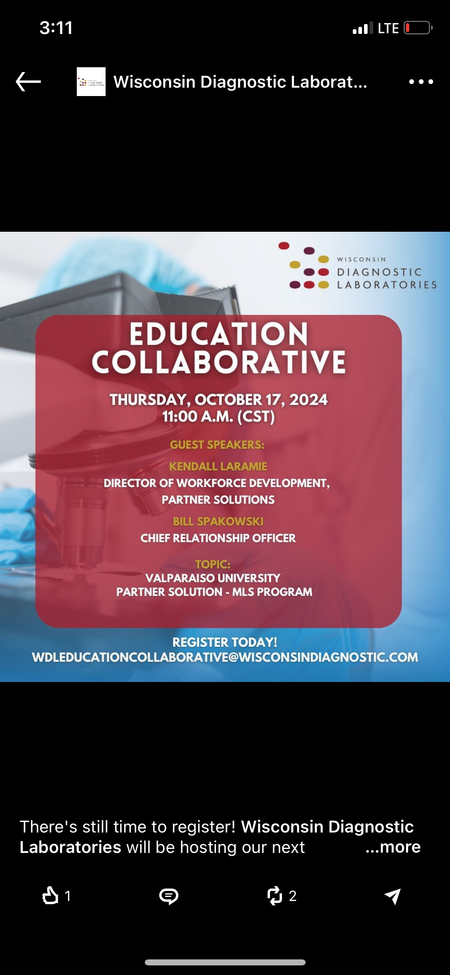 3:11
LTE
Wisconsin Diagnostic Laborat...
WISCONSIN
DIAGNOSTIC
LABORATORIES
EDUCATION
COLLABORATIVE
THURSDAY, OCTOBER 17, 2024
11:00 A.M. (CST)
GUEST SPEAKERS:
KENDALL LARAMIE
DIRECTOR OF WORKFORCE DEVELOPMENT,
PARTNER SOLUTIONS
BILL SPAKOWSKI
CHIEF RELATIONSHIP OFFICER
TOPIC:
VALPARAISO UNIVERSITY
PARTNER SOLUTION - MLS PROGRAM
REGISTER TODAY!
WDLEDUCATIONCOLLABORATIVE@WISCONSINDIAGNOSTIC.COM
There's still time to register! Wisconsin Diagnostic
Laboratories will be hosting our next ...more
1 2